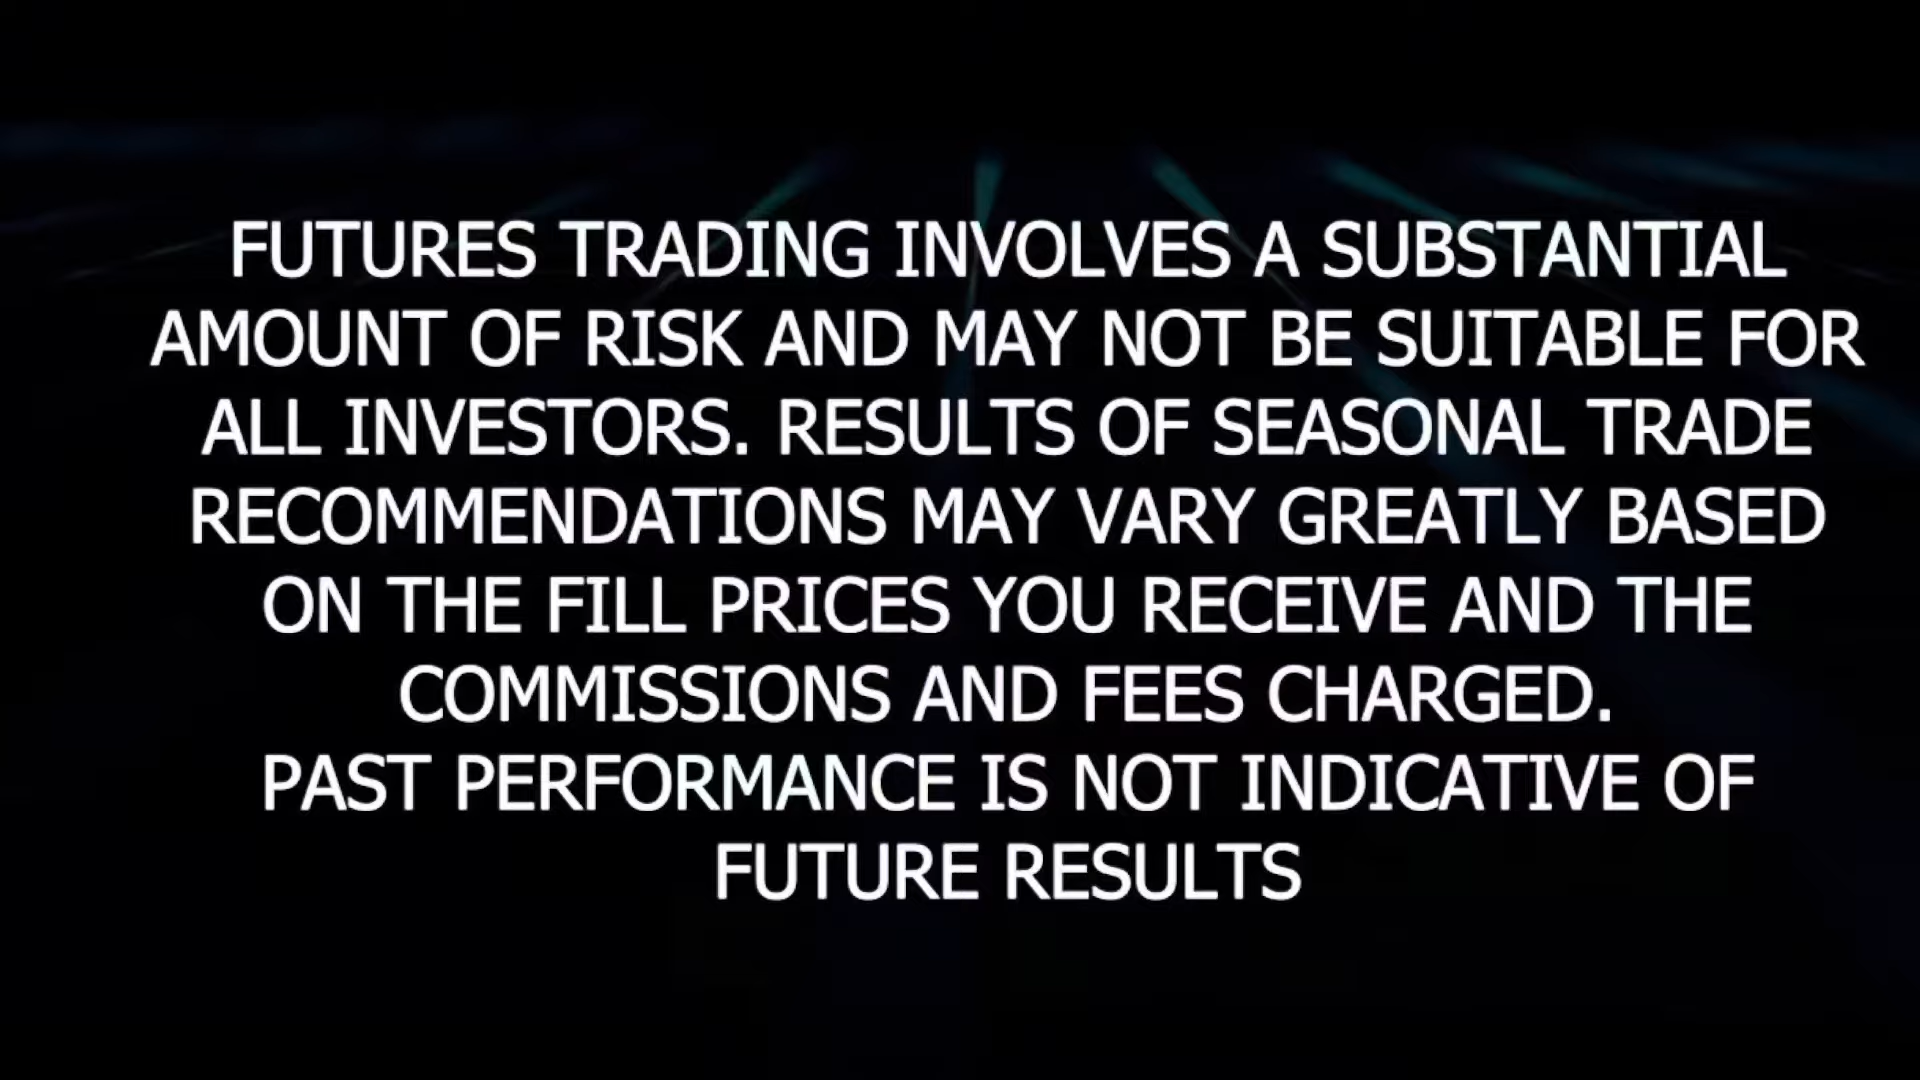 FUTURES TRADING INVOLVES A SUBSTANTIAL
AMOUNT OF RISK AND MAY NOT BE SUITABLE FOR
ALL INVESTORS. RESULTS OF SEASONAL TRADE
RECOMMENDATIONS MAY VARY GREATLY BASED
ON THE FILL PRICES YOU RECEIVE AND THE
COMMISSIONS AND FEES CHARGED.
PAST PERFORMANCE IS NOT INDICATIVE OF
FUTURE RESULTS